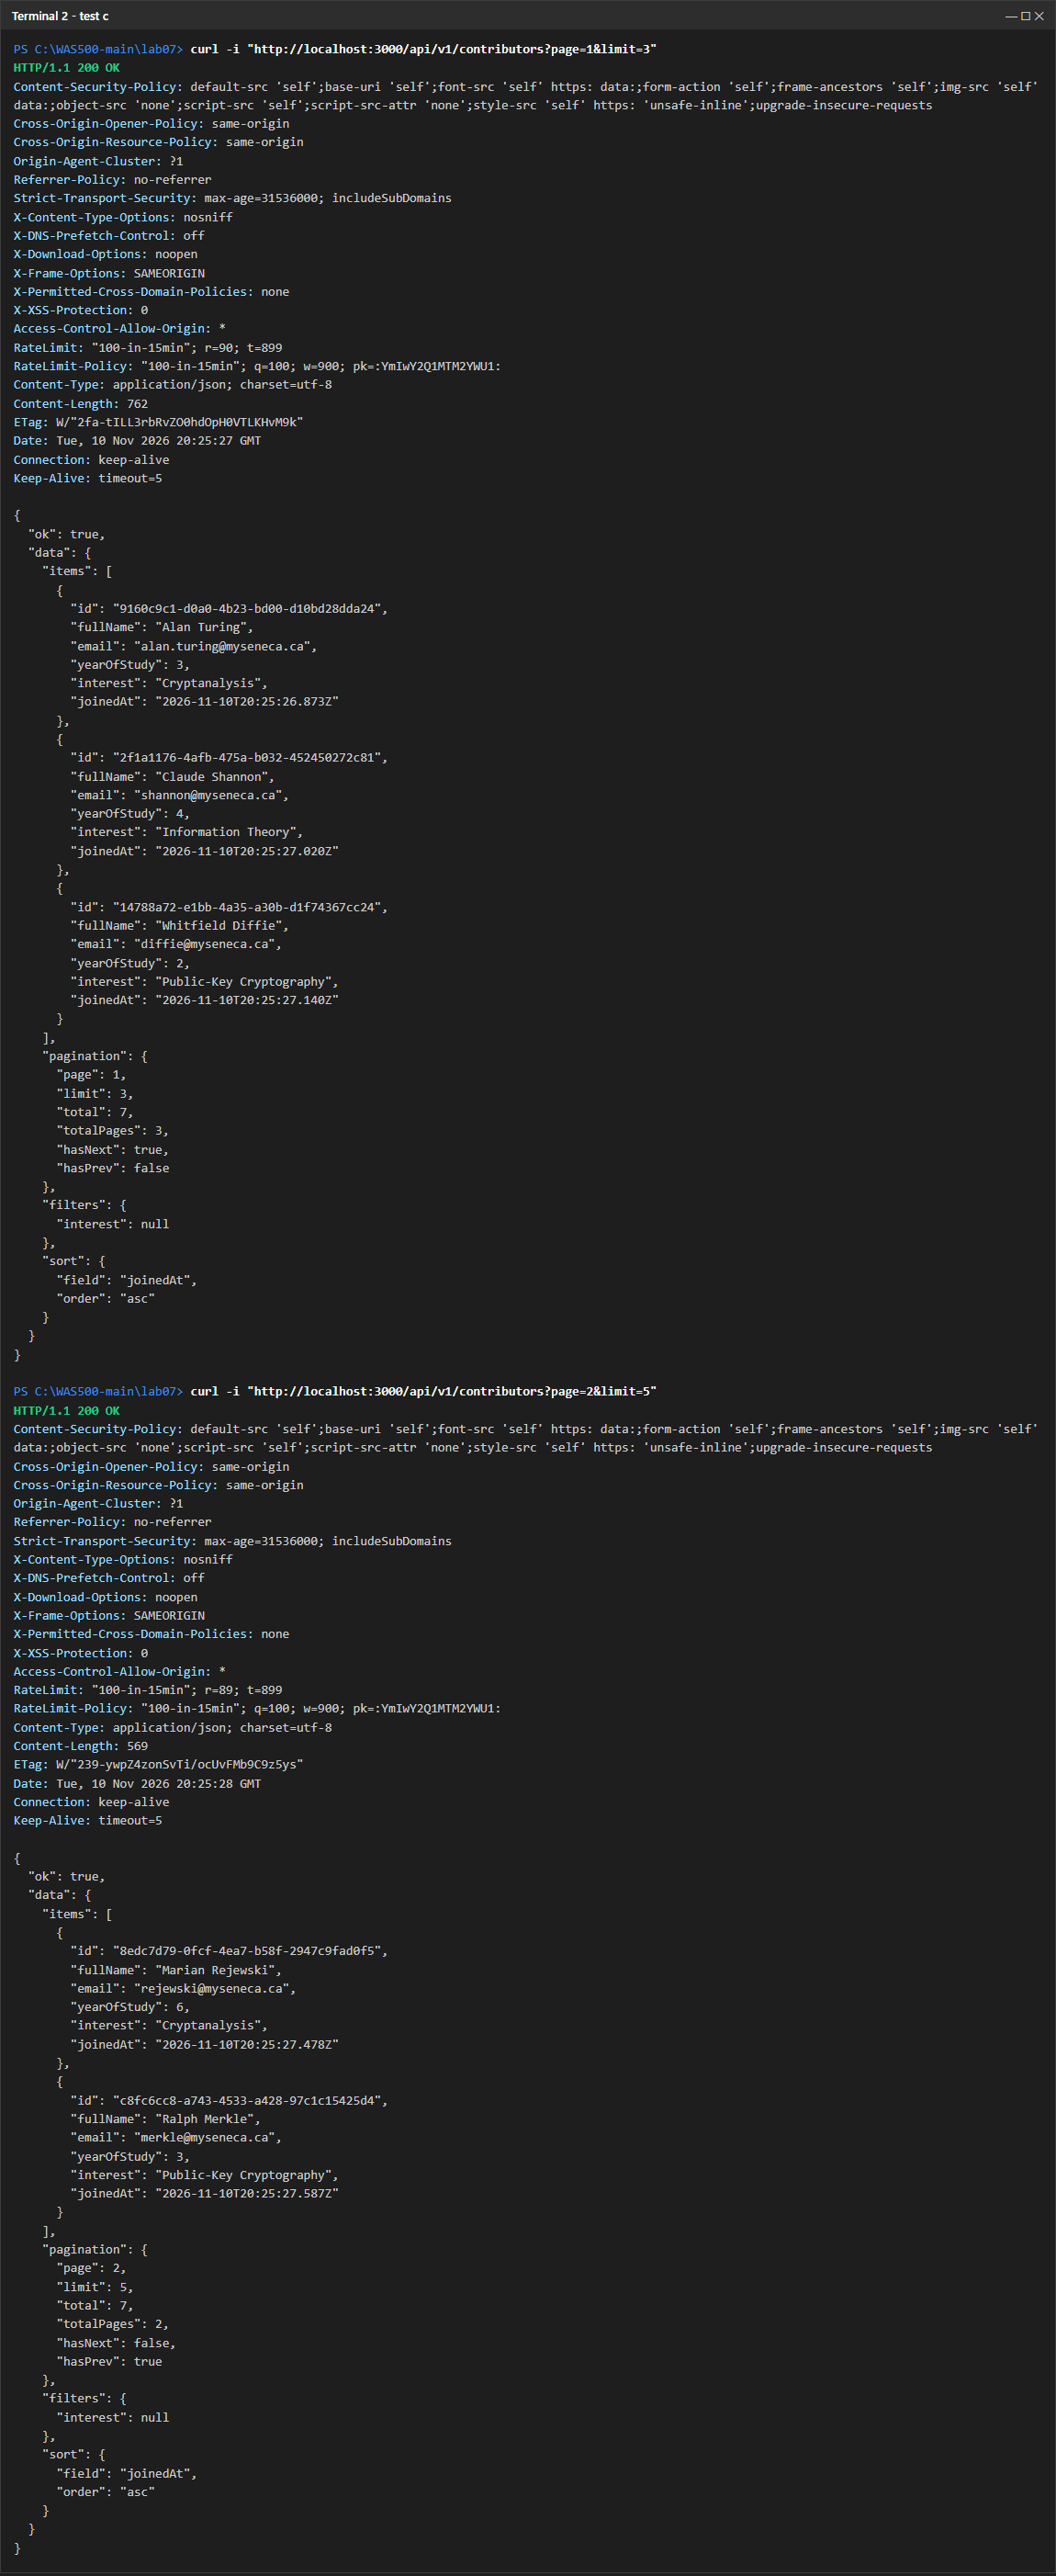 Terminal 2 - test c
PS C:\WAS500-main\lab07> curl -i "http://localhost:3000/api/v1/contributors?page=1&limit=3"
HTTP/1.1 200 OK
Content-Security-Policy: default-src 'self';base-uri 'self';font-src 'self' https: data:;form-action 'self';frame-ancestors 'self';img-src 'self'
data:;object-src 'none';script-src 'self';script-src-attr 'none';style-src 'self' https: 'unsafe-inline';upgrade-insecure-requests
Cross-Origin-Opener-Policy: same-origin
Cross-Origin-Resource-Policy: same-origin
Origin-Agent-Cluster: ?1
Referrer-Policy: no-referrer
Strict-Transport-Security: max-age=31536000; includeSubDomains
X-Content-Type-Options: nosniff
X-DNS-Prefetch-Control: off
X-Download-Options: noopen
X-Frame-Options: SAMEORIGIN
X-Permitted-Cross-Domain-Policies: none
X-XSS-Protection: 0
Access-Control-Allow-Origin: *
RateLimit: "100-in-15min"; r=90; t=899
RateLimit-Policy: "100-in-15min"; q=100; w=900; pk=:YmIwY2Q1MTM2YWU1:
Content-Type: application/json; charset=utf-8
Content-Length: 762
ETag: W/"2fa-tILL3rbRvZO0hdOpH0VTLKHvM9k"
Date: Tue, 10 Nov 2026 20:25:27 GMT
Connection: keep-alive
Keep-Alive: timeout=5
{
"ok": true,
"data": {
"items": [
{
"id": "9160c9c1-d0a0-4b23-bd00-d10bd28dda24",
"fullName": "Alan Turing",
"email": "alan.turing@myseneca.ca",
"yearOfStudy": 3,
"interest": "Cryptanalysis",
"joinedAt": "2026-11-10T20:25:26.873Z"
},
{
"id": "2f1a1176-4afb-475a-b032-452450272c81",
"fullName": "Claude Shannon",
"email": "shannon@myseneca.ca",
"yearOfStudy": 4,
"interest": "Information Theory",
"joinedAt": "2026-11-10T20:25:27.020Z"
},
{
"id": "14788a72-e1bb-4a35-a30b-d1f74367cc24",
"fullName": "Whitfield Diffie",
"email": "diffie@myseneca.ca",
"yearOfStudy": 2,
"interest": "Public-Key Cryptography",
"joinedAt": "2026-11-10T20:25:27.140Z"
}
],
"pagination": {
"page": 1,
"limit": 3,
"total": 7,
"totalPages": 3,
"hasNext": true,
"hasPrev": false
},
"filters": {
"interest": null
},
"sort": {
"field": "joinedAt",
"order": "asc"
}
}
}
PS C:\WAS500-main\lab07> curl -i "http://localhost:3000/api/v1/contributors?page=2&limit=5"
HTTP/1.1 200 OK
Content-Security-Policy: default-src 'self';base-uri 'self';font-src 'self' https: data:;form-action 'self';frame-ancestors 'self';img-src 'self'
data:;object-src 'none';script-src 'self';script-src-attr 'none';style-src 'self' https: 'unsafe-inline';upgrade-insecure-requests
Cross-Origin-Opener-Policy: same-origin
Cross-Origin-Resource-Policy: same-origin
Origin-Agent-Cluster: ?1
Referrer-Policy: no-referrer
Strict-Transport-Security: max-age=31536000; includeSubDomains
X-Content-Type-Options: nosniff
X-DNS-Prefetch-Control: off
X-Download-Options: noopen
X-Frame-Options: SAMEORIGIN
X-Permitted-Cross-Domain-Policies: none
X-XSS-Protection: 0
Access-Control-Allow-Origin: *
RateLimit: "100-in-15min"; r=89; t=899
RateLimit-Policy: "100-in-15min"; q=100; w=900; pk=:YmIwY2Q1MTM2YWU1:
Content-Type: application/json; charset=utf-8
Content-Length: 569
ETag: W/"239-ywpZ4zonSvTi/ocUvFMb9C9z5ys"
Date: Tue, 10 Nov 2026 20:25:28 GMT
Connection: keep-alive
Keep-Alive: timeout=5
{
"ok": true,
"data": {
"items": [
{
"id": "8edc7d79-0fcf-4ea7-b58f-2947c9fad0f5",
"fullName": "Marian Rejewski",
"email": "rejewski@myseneca.ca",
"yearOfStudy": 6,
"interest": "Cryptanalysis",
"joinedAt": "2026-11-10T20:25:27.478Z"
},
{
"id": "c8fc6cc8-a743-4533-a428-97c1c15425d4",
"fullName": "Ralph Merkle",
"email": "merkle@myseneca.ca",
"yearOfStudy": 3,
"interest": "Public-Key Cryptography",
"joinedAt": "2026-11-10T20:25:27.587Z"
}
],
"pagination": {
"page": 2,
"limit": 5,
"total": 7,
"totalPages": 2,
"hasNext": false,
"hasPrev": true
},
"filters": {
"interest": null
},
"sort": {
"field": "joinedAt",
"order": "asc"
}
}
}